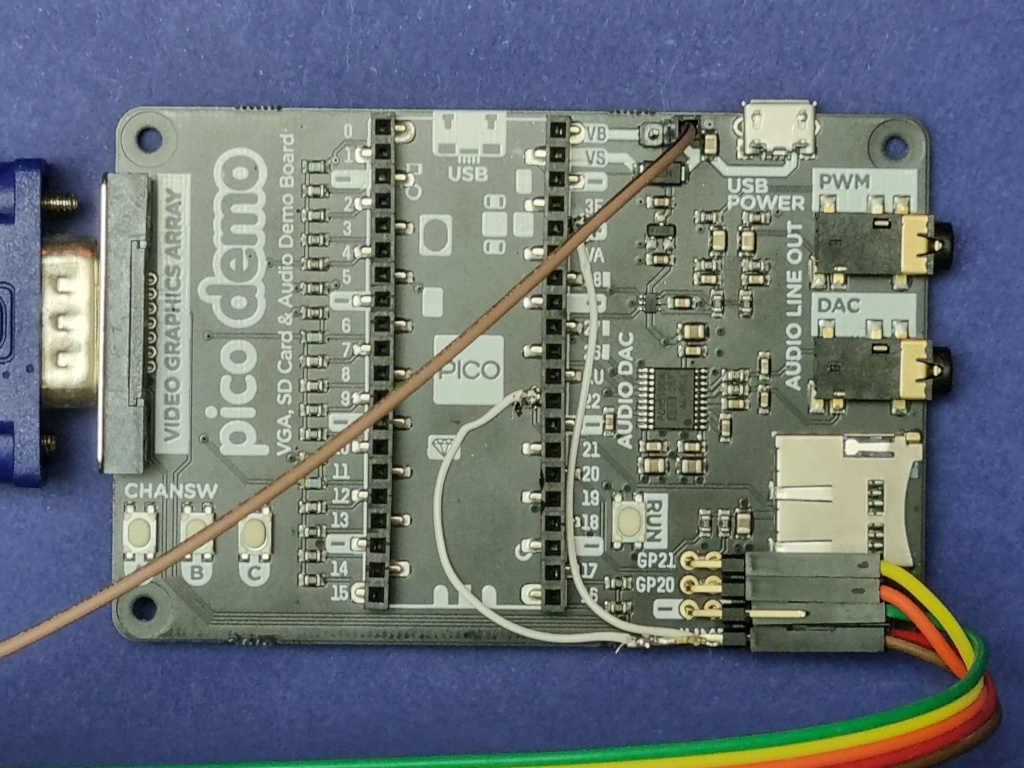 VIDEO GRAPHICS ARRAY
pico demo
VGA, SD Card & Audio Demo Board
CHANSW
B
C
0
1
2
3
4
5
6
7
8
9
11
12
13
14
15
USB
PICO
VB
VS
21
20
19
18
17
USB
POWER
PWM
DAC
AUDIO LINE OUT
AUDIO DAC
RUN
GP21
GP20